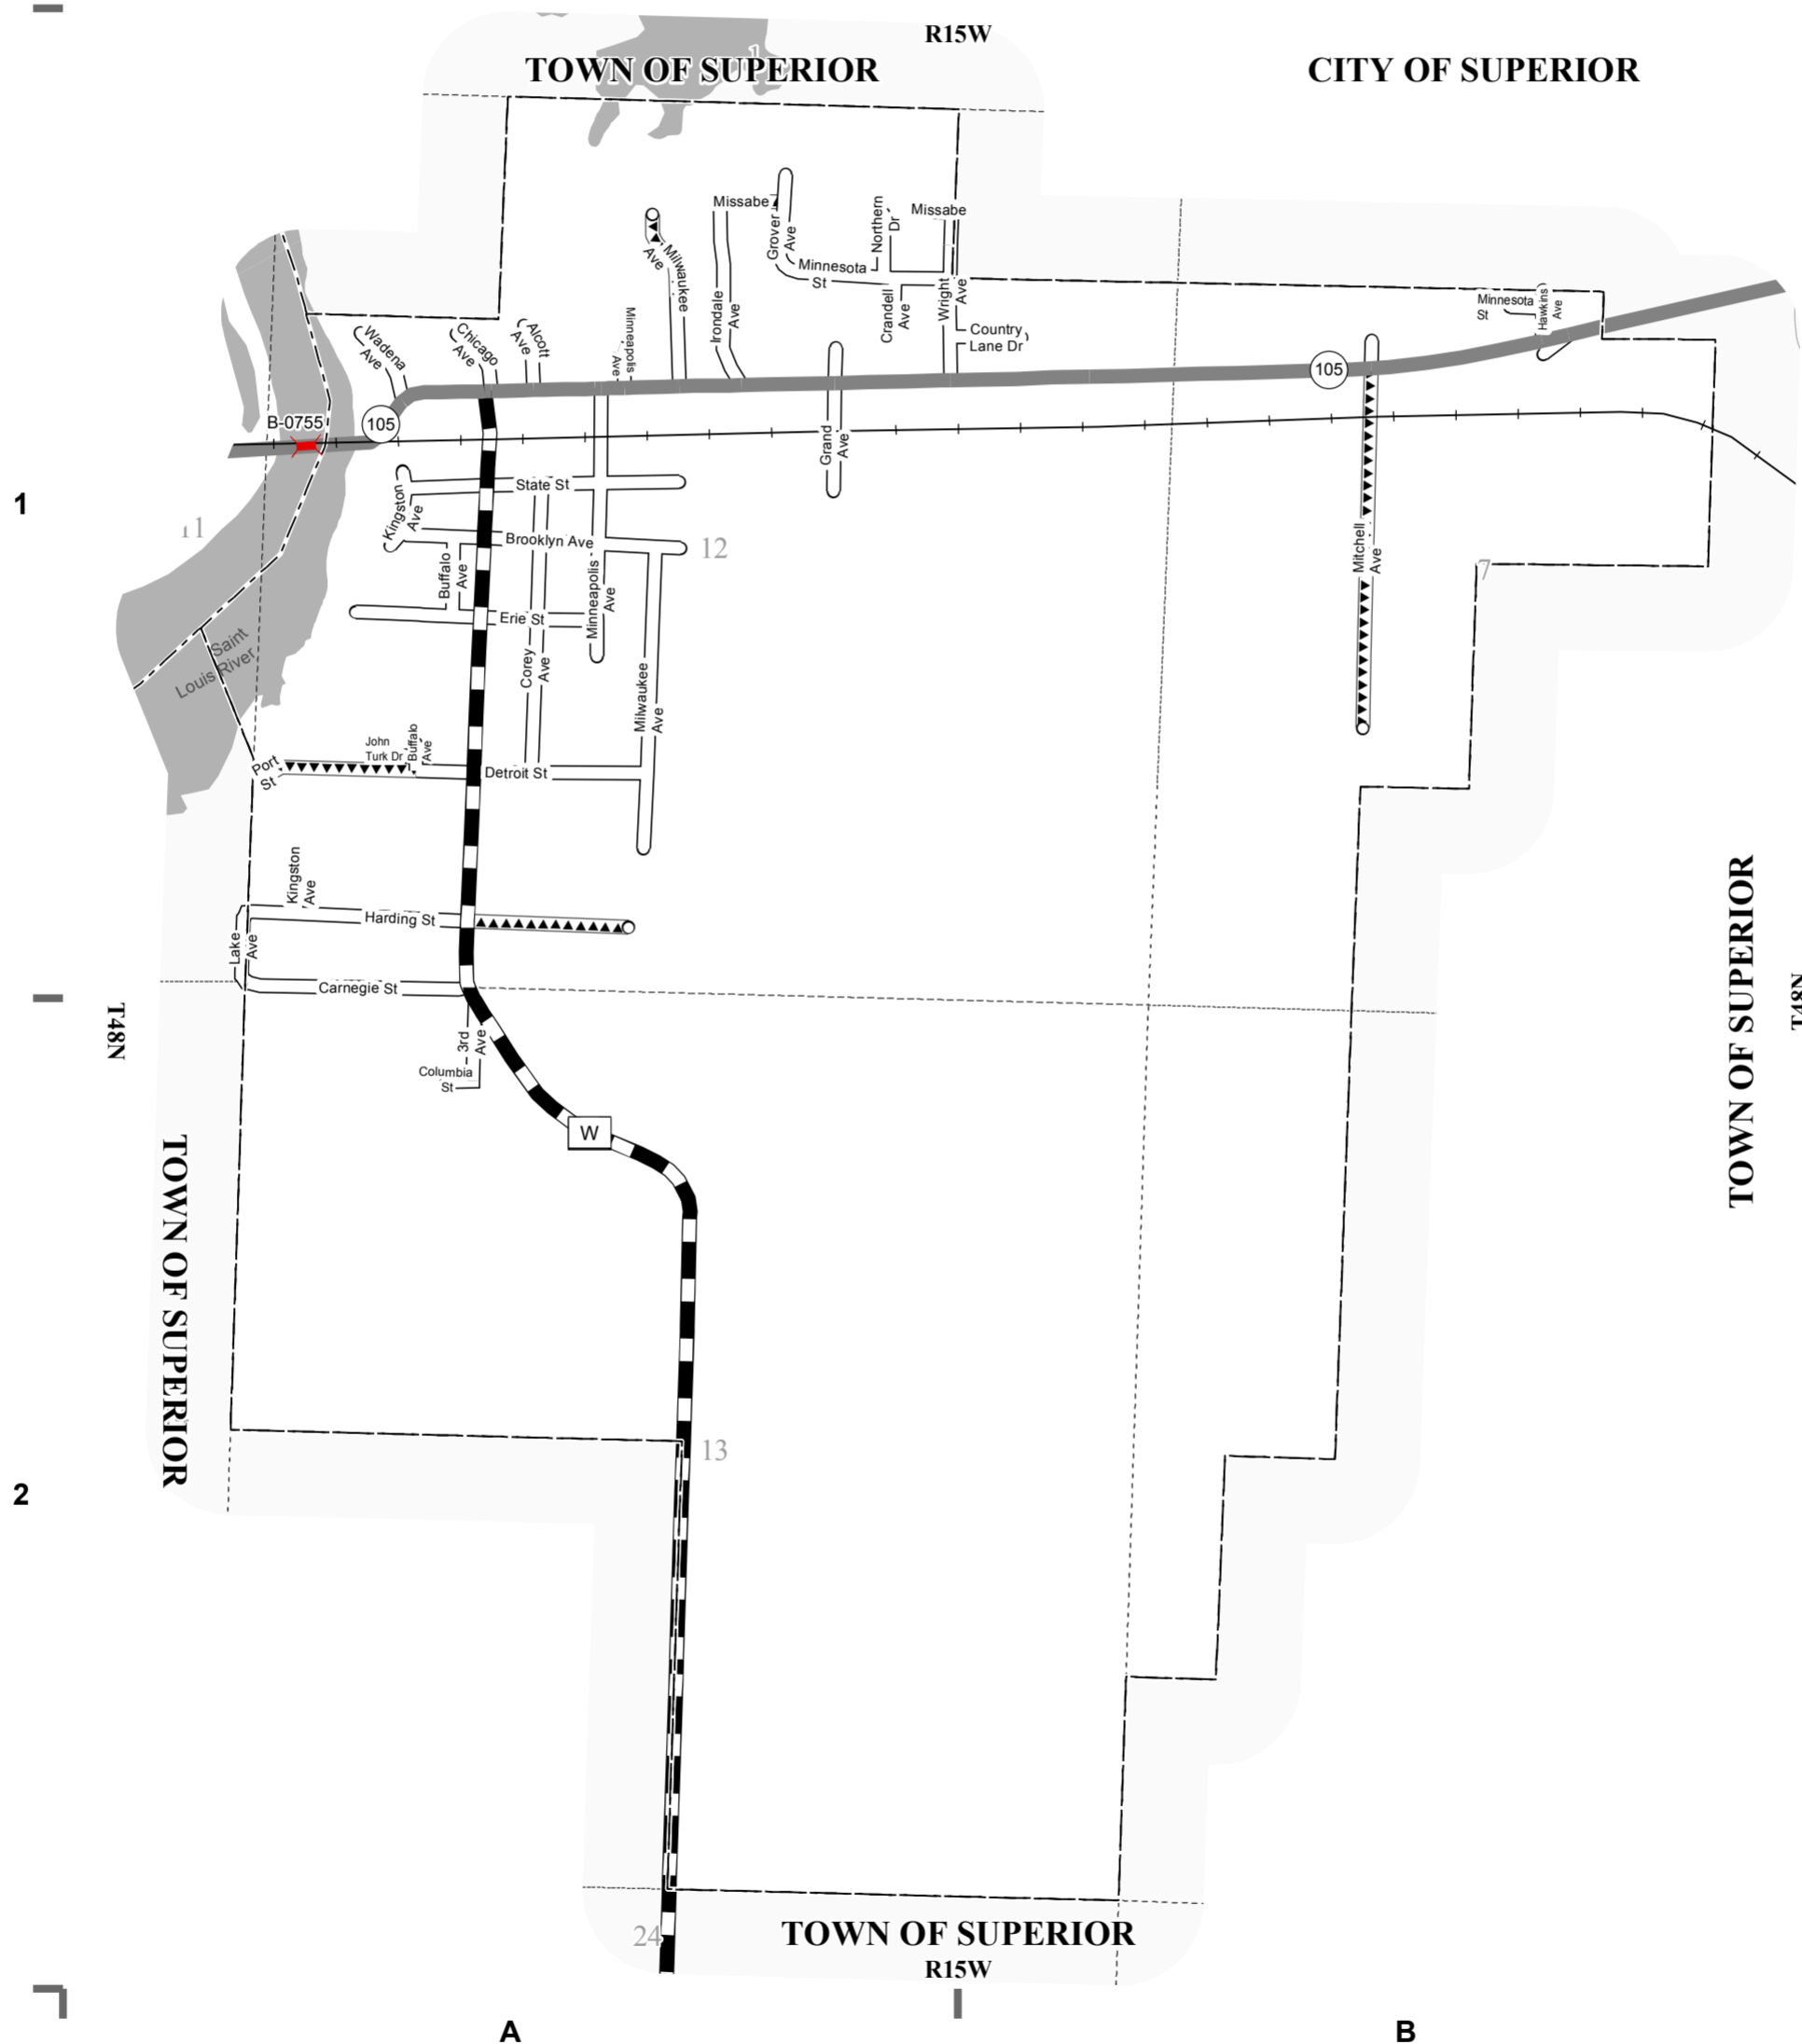 R15W
1
TOWN OF SUPERIOR
CITY OF SUPERIOR
Missabe
Grover
Ave
Northern
Dr
Missabe
Milwaukee
Ave
Minnesota
St
Irondale
Ave
Crandell
Ave
Wright
Ave
Country
Lane Dr
Minnesota
St
Hawkins
Ave
Wadena
Ave
Chicago
Ave
Alcott
Ave
Minneapolis
Ave
105
B-0755
105
Grand
Ave
1
11
Kingston
Ave
State St
Brooklyn Ave
12
Mitchell
Ave
7
Buffalo
Ave
Minneapolis
Ave
Erie St
Saint
Louis River
Corey
Ave
Milwaukee
Ave
John
Turk Dr
Buffalo
Ave
Port
St
Detroit St
Kingston
Ave
Harding St
Lake
Ave
Carnegie St
T48N
T48N
TOWN OF SUPERIOR
3rd
Ave
Columbia
St
W
TOWN OF SUPERIOR
13
2
24
TOWN OF SUPERIOR
R15W
A
B